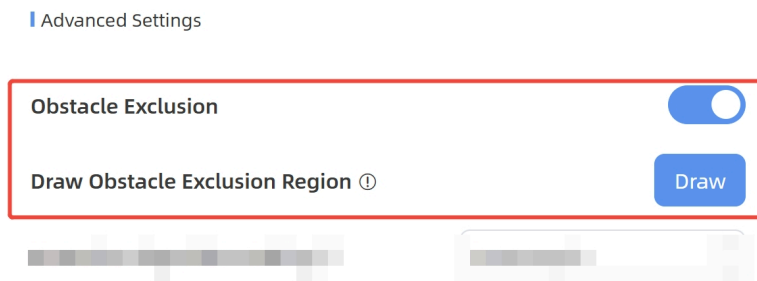 Advanced Settings
Obstacle Exclusion
Draw Obstacle Exclusion Region
Draw